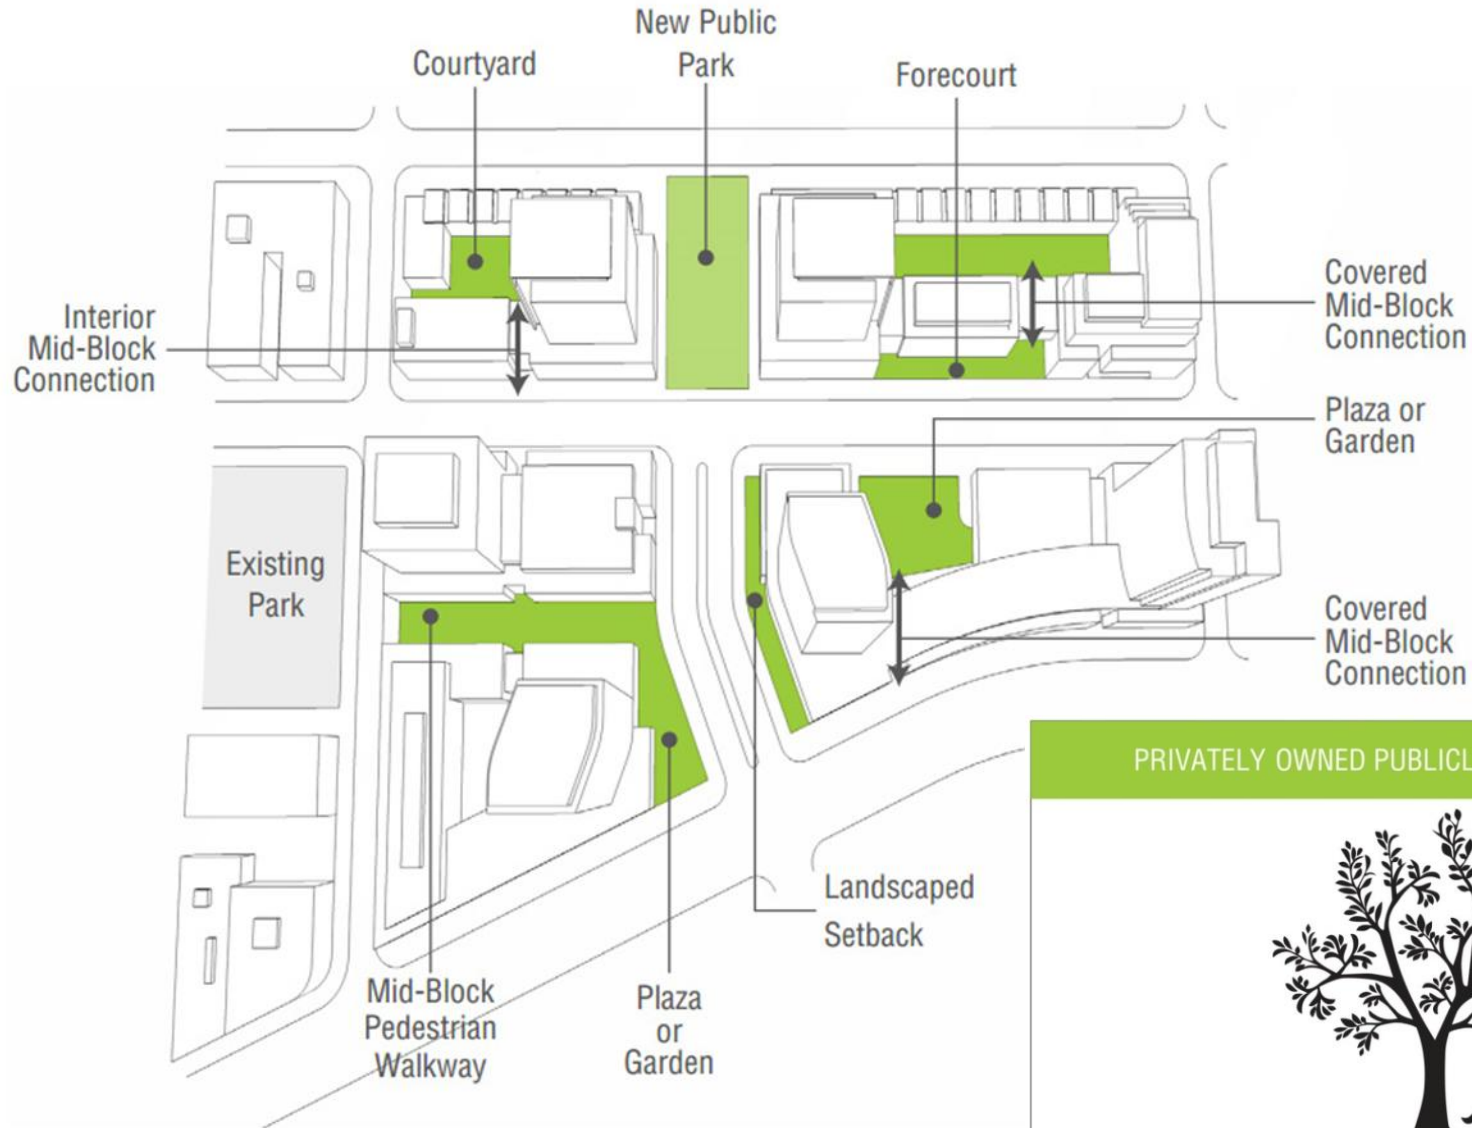 New Public
Park
Courtyard
Forecourt
Interior
Mid-Block
Connection
Covered
Mid-Block
Connection
Plaza or
Garden
Existing
Park
Covered
Mid-Block
Connection
PRIVATELY OWNED
Landscaped
Setback
Mid-Block
Pedestrian
Walkway
Plaza
or
Garden